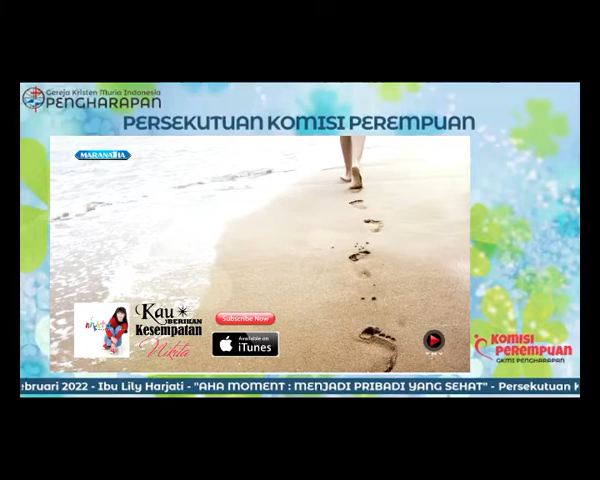 Gereja Kristen Muria Indonesia
PENGHARAPAN
PERSEKUTUAN KOMISI PEREMPUAN
MARANATHA
Kau
BERIKAN
Kesempatan
Nikita
Subscribe Now
Available on
iTunes
KOMISI
PEREMPUAN
GKMI PENGHARAPAN
ebruari 2022 - Ibu Lily Harjati - "AHA MOMENT : MENJADI PRIBADI YANG SEHAT" - Persekutuan K